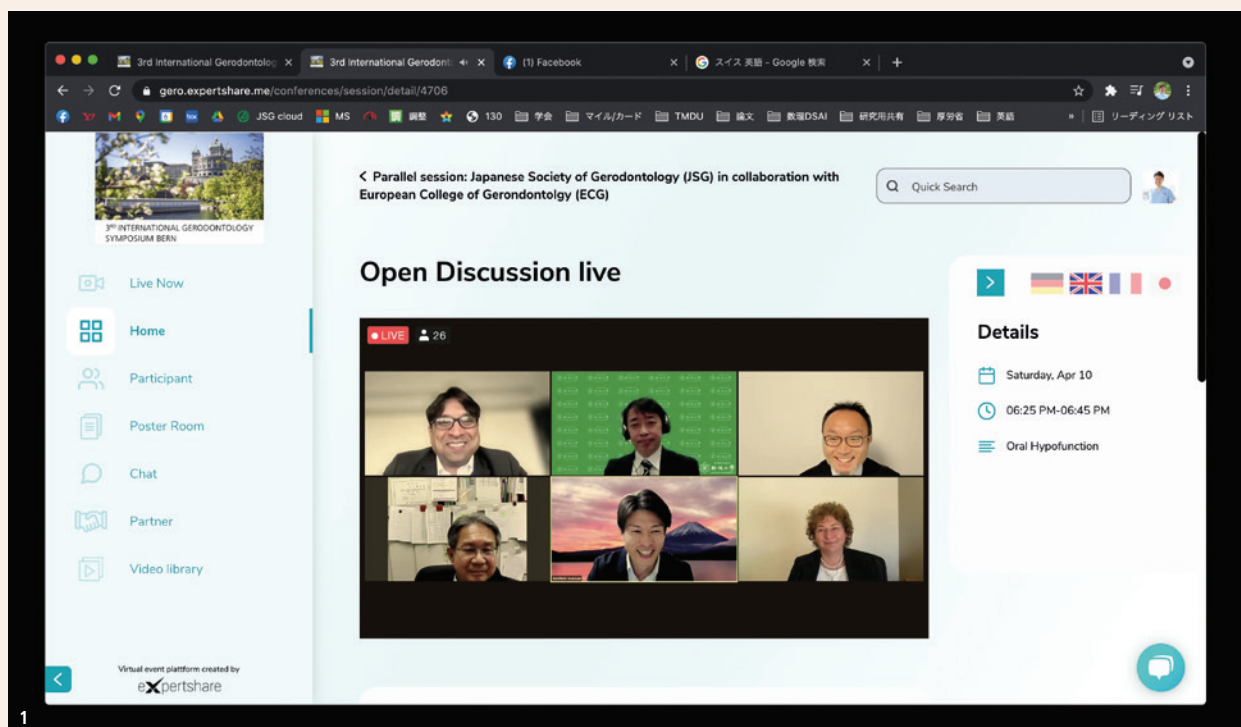 3rd International Gerodontolog
3rd International Geront
(1) Facebook
スイス 英語 - Google 検索
gero.expertshare.me/conferences/session/detail/4706
JSG cloud
MS
調整
130
学会
マイル/カード
TMDU
論文
数理DSAI
研究用共有
厚労省
英語
»
リーディングリスト
3RD INTERNATIONAL GERODONTOLOGY
SYMPOSIUM BERN
Live Now
Home
Participant
Poster Room
Chat
Partner
Video library
Virtual event plattform created by
eXpertshare
< Parallel session: Japanese Society of Gerodontology (JSG) in collaboration with
European College of Gerondontolgy (ECG)
Quick Search
Open Discussion live
LIVE 26
Details
Saturday, Apr 10
06:25 PM-06:45 PM
Oral Hypofunction
1